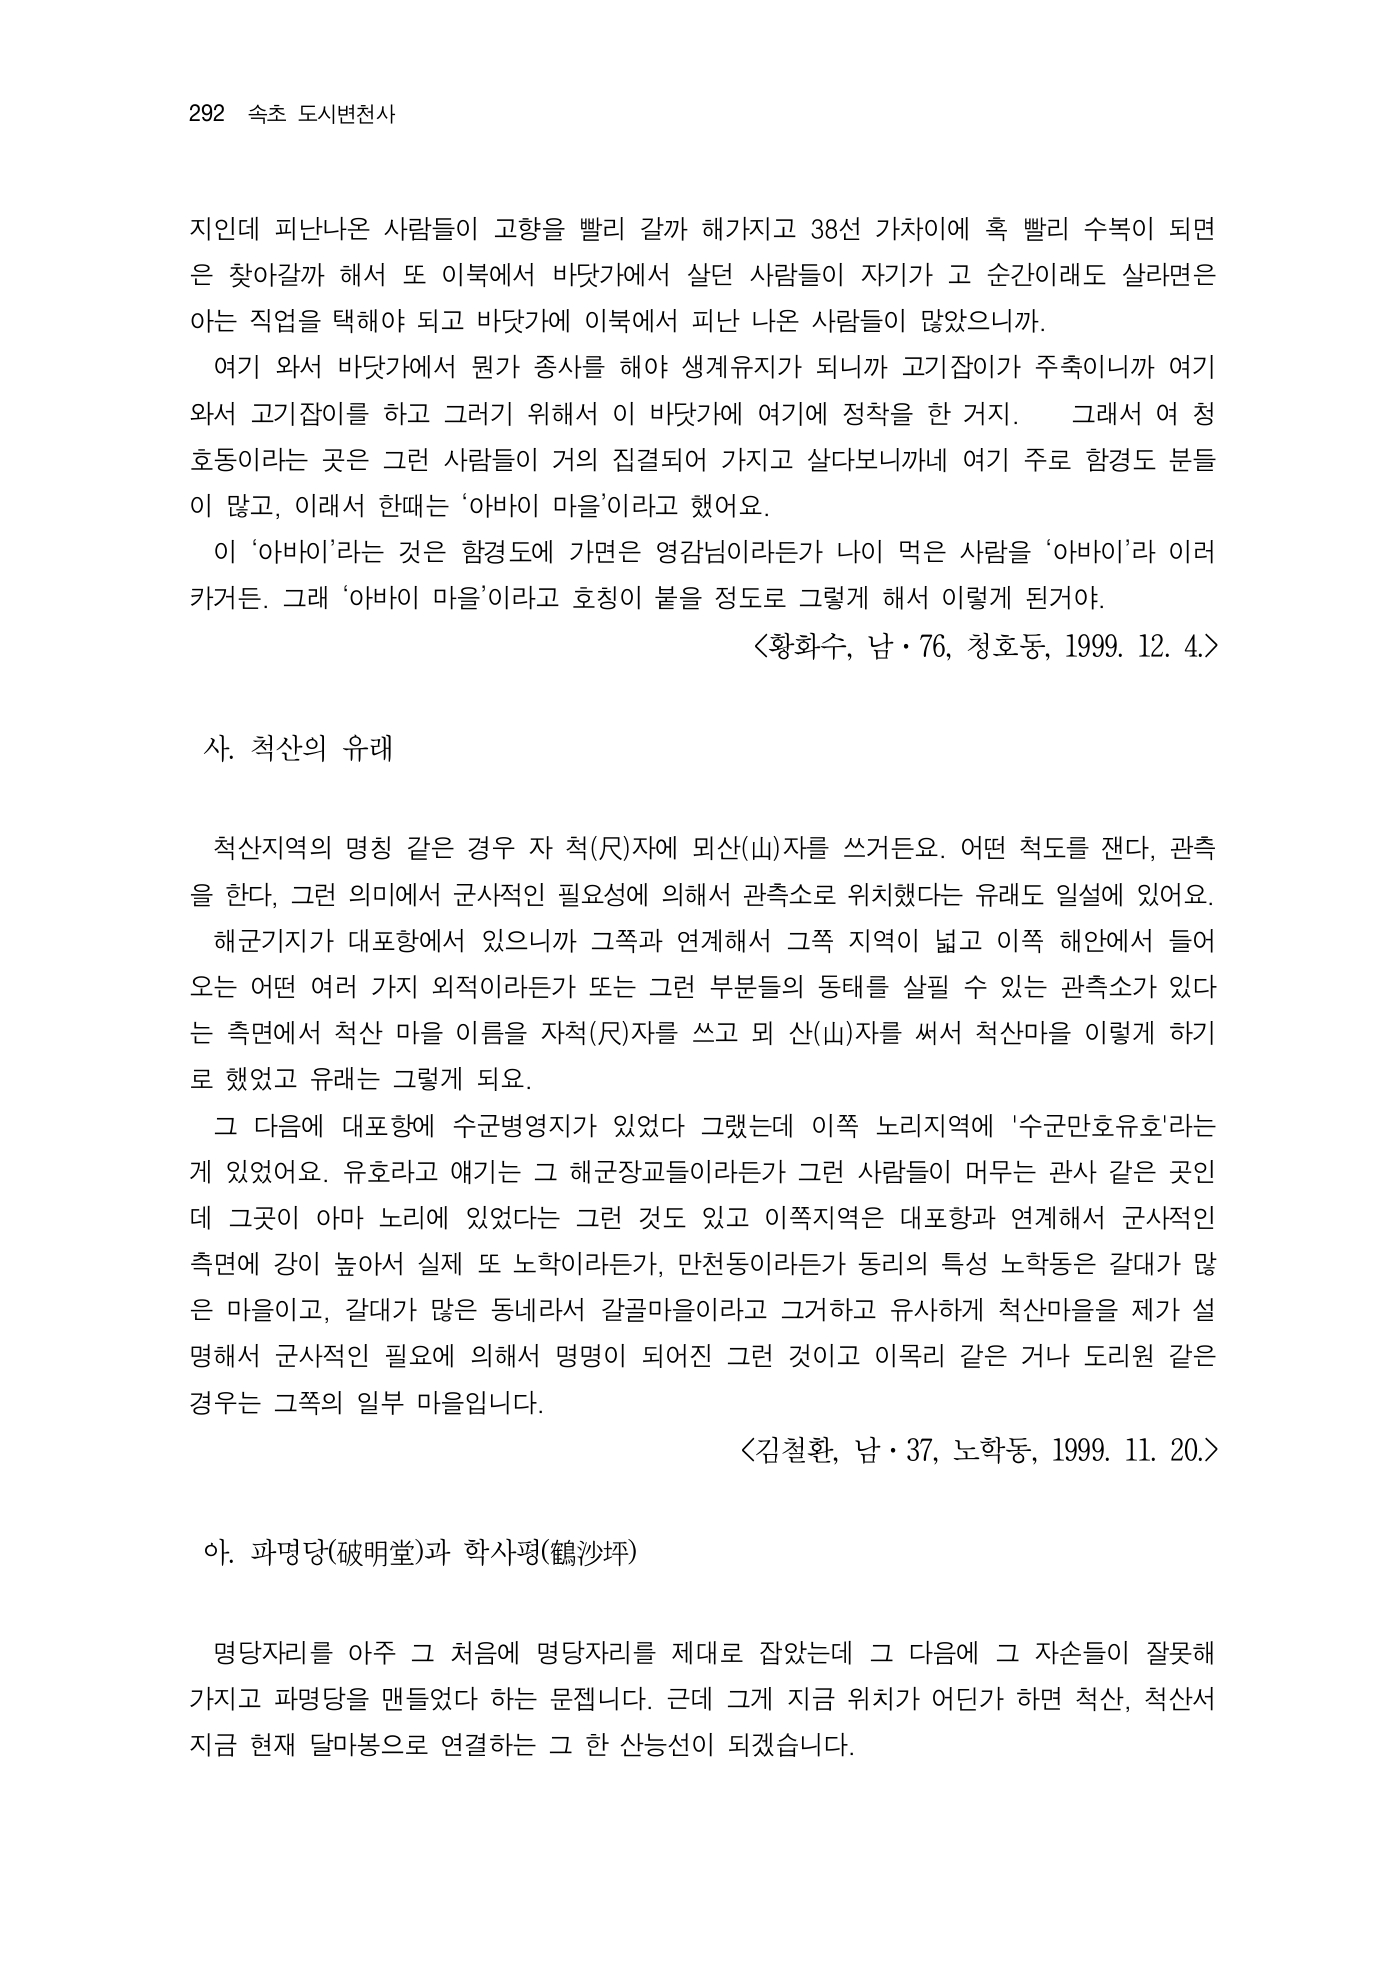 292 속초 도시변천사
지인데 피난나온 사람들이 고향을 빨리 갈까 해가지고 38선 가차이에 혹 빨리 수복이 되면
은 찾아갈까 해서 또 이북에서 바닷가에서 살던 사람들이 자기가 고 순간이래도 살라면은
아는 직업을 택해야 되고 바닷가에 이북에서 피난 나온 사람들이 많았으니까.
여기 와서 바닷가에서 뭔가 종사를 해야 생계유지가 되니까 고기잡이가 주축이니까 여기
와서 고기잡이를 하고 그러기 위해서 이 바닷가에 여기에 정착을 한 거지. 그래서 여 청
호동이라는 곳은 그런 사람들이 거의 집결되어 가지고 살다보니까네 여기 주로 함경도 분들
이 많고, 이래서 한때는 ‘아바이 마을’이라고 했어요.
이 ‘아바이’라는 것은 함경도에 가면은 영감님이라든가 나이 먹은 사람을 ‘아바이’라 이러
카거든. 그래 ‘아바이 마을’이라고 호칭이 붙을 정도로 그렇게 해서 이렇게 된거야.
<황화수, 남·76, 청호동, 1999. 12. 4.>
사. 척산의 유래
척산지역의 명칭 같은 경우 자 척(尺)자에 뫼산(山)자를 쓰거든요. 어떤 척도를 잰다, 관측
을 한다, 그런 의미에서 군사적인 필요성에 의해서 관측소로 위치했다는 유래도 일설에 있어요.
해군기지가 대포항에서 있으니까 그쪽과 연계해서 그쪽 지역이 넓고 이쪽 해안에서 들어
오는 어떤 여러 가지 외적이라든가 또는 그런 부분들의 동태를 살필 수 있는 관측소가 있다
는 측면에서 척산 마을 이름을 자척(尺)자를 쓰고 뫼 산(山)자를 써서 척산마을 이렇게 하기
로 했었고 유래는 그렇게 되요.
그 다음에 대포항에 수군병영지가 있었다 그랬는데 이쪽 노리지역에 '수군만호유호'라는
게 있었어요. 유호라고 얘기는 그 해군장교들이라든가 그런 사람들이 머무는 관사 같은 곳인
데 그곳이 아마 노리에 있었다는 그런 것도 있고 이쪽지역은 대포항과 연계해서 군사적인
측면에 강이 높아서 실제 또 노학이라든가, 만천동이라든가 동리의 특성 노학동은 갈대가 많
은 마을이고, 갈대가 많은 동네라서 갈골마을이라고 그거하고 유사하게 척산마을을 제가 설
명해서 군사적인 필요에 의해서 명명이 되어진 그런 것이고 이목리 같은 거나 도리원 같은
경우는 그쪽의 일부 마을입니다.
<김철환, 남·37, 노학동, 1999. 11. 20.>
아. 파명당(破明堂)과 학사평(鶴沙坪)
명당자리를 아주 그 처음에 명당자리를 제대로 잡았는데 그 다음에 그 자손들이 잘못해
가지고 파명당을 맨들었다 하는 문젭니다. 근데 그게 지금 위치가 어딘가 하면 척산, 척산서
지금 현재 달마봉으로 연결하는 그 한 산능선이 되겠습니다.